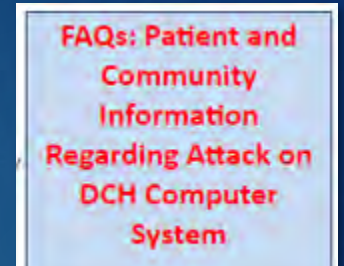 FAQs: Patient and
Community
Information
Regarding Attack on
DCH Computer
System